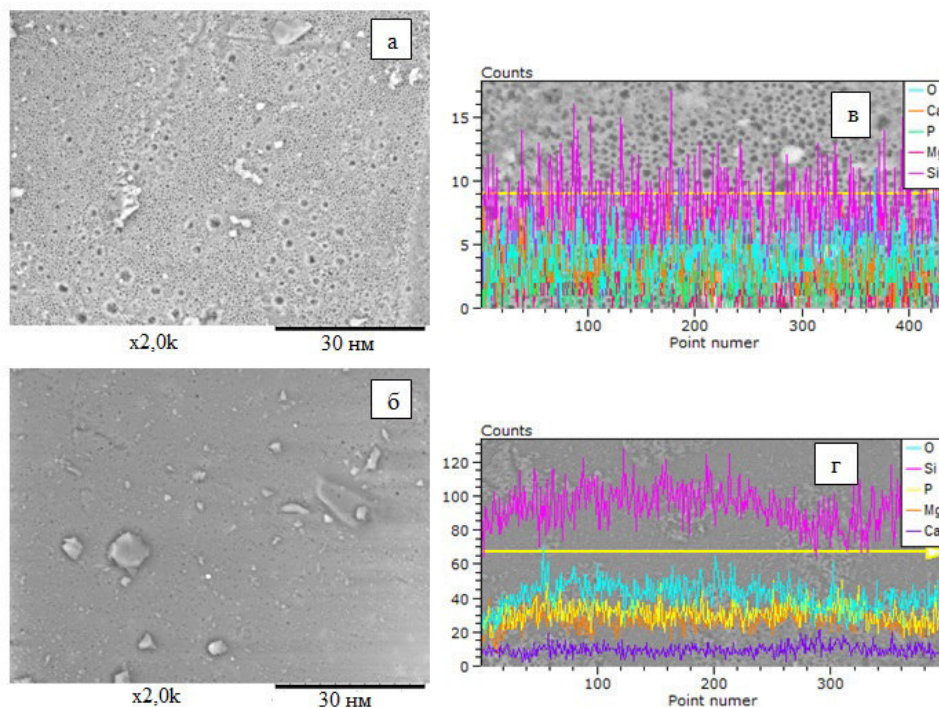 а
x2,0k 30 нм
Counts
в
O
Ca
P
Mg
Si
15
10
5
0
100 200 300 400
Point numer
б
x2,0k 30 нм
Counts
г
O
Si
P
Mg
Ca
120
100
80
60
40
20
0
100 200 300
Point numer